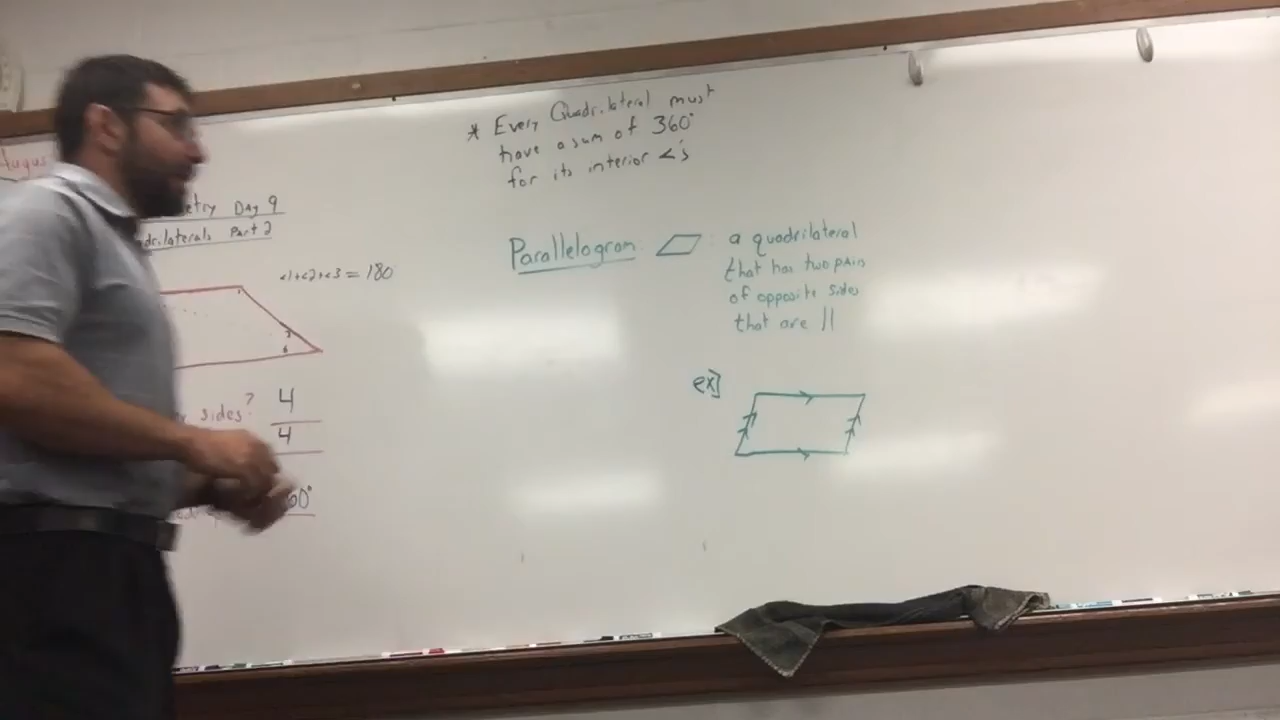 * Every Quadrilateral must
have a sum of 360°
for its interior <'s
etry Day 9
drilaterals Part 2
<1+<2+<3 = 180
Parallelogram: ▱: a quadrilateral
that has two pairs
of opposite sides
that are ||
ex]
sides? 4
4
60°